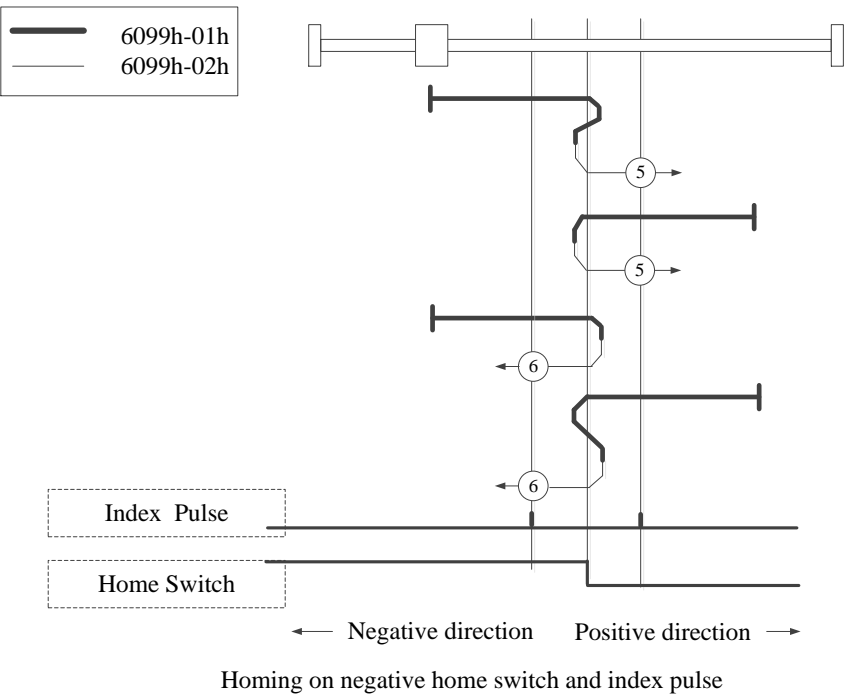 6099h-01h
6099h-02h
5
5
6
6
Index Pulse
Home Switch
Negative direction Positive direction
Homing on negative home switch and index pulse